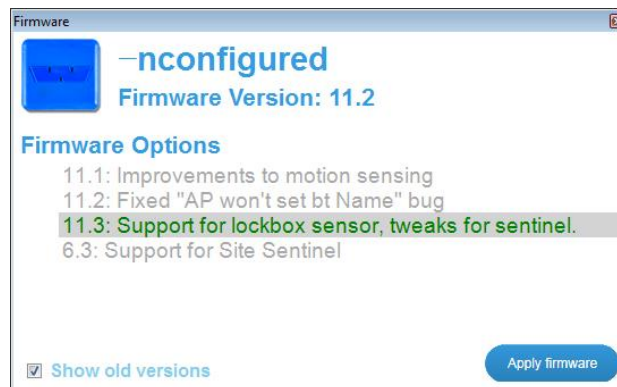 Firmware
—nconfigured
Firmware Version: 11.2
Firmware Options
11.1: Improvements to motion sensing
11.2: Fixed "AP won't set bt Name" bug
11.3: Support for lockbox sensor, tweaks for sentinel.
6.3: Support for Site Sentinel
Show old versions
Apply firmware